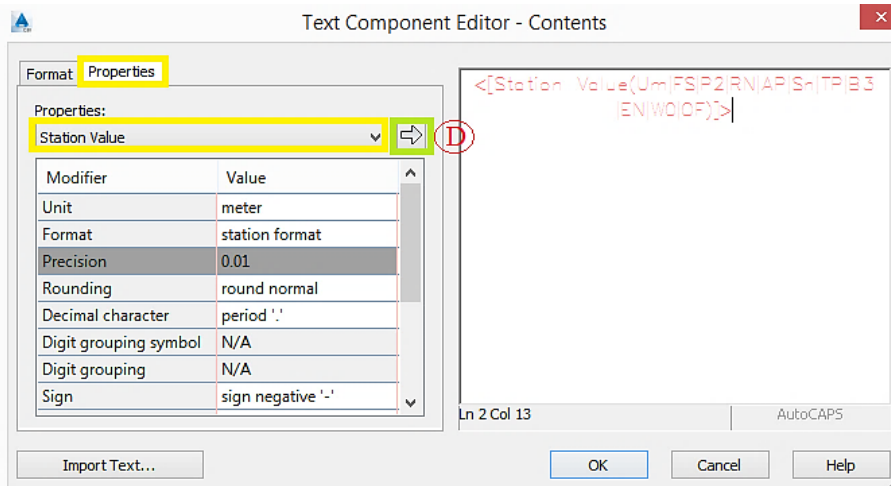 Text Component Editor - Contents
Format Properties
Properties:
Station Value
D
Modifier Value
Unit meter
Format station format
Precision 0.01
Rounding round normal
Decimal character period '.'
Digit grouping symbol N/A
Digit grouping N/A
Sign sign negative '-'
<[Station Value(Um|FS|P2|RN|AP|Sn|TP|B3
|EN|W0|OF)]>
Ln 2 Col 13
AutoCAPS
Import Text...
OK
Cancel
Help